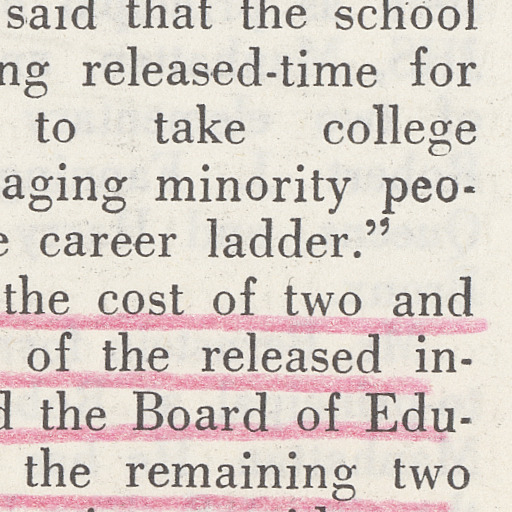 said that the school
ng released-time for
to take college
aging minority peo-
e career ladder.”
the cost of two and
of the released in-
d the Board of Edu-
the remaining two